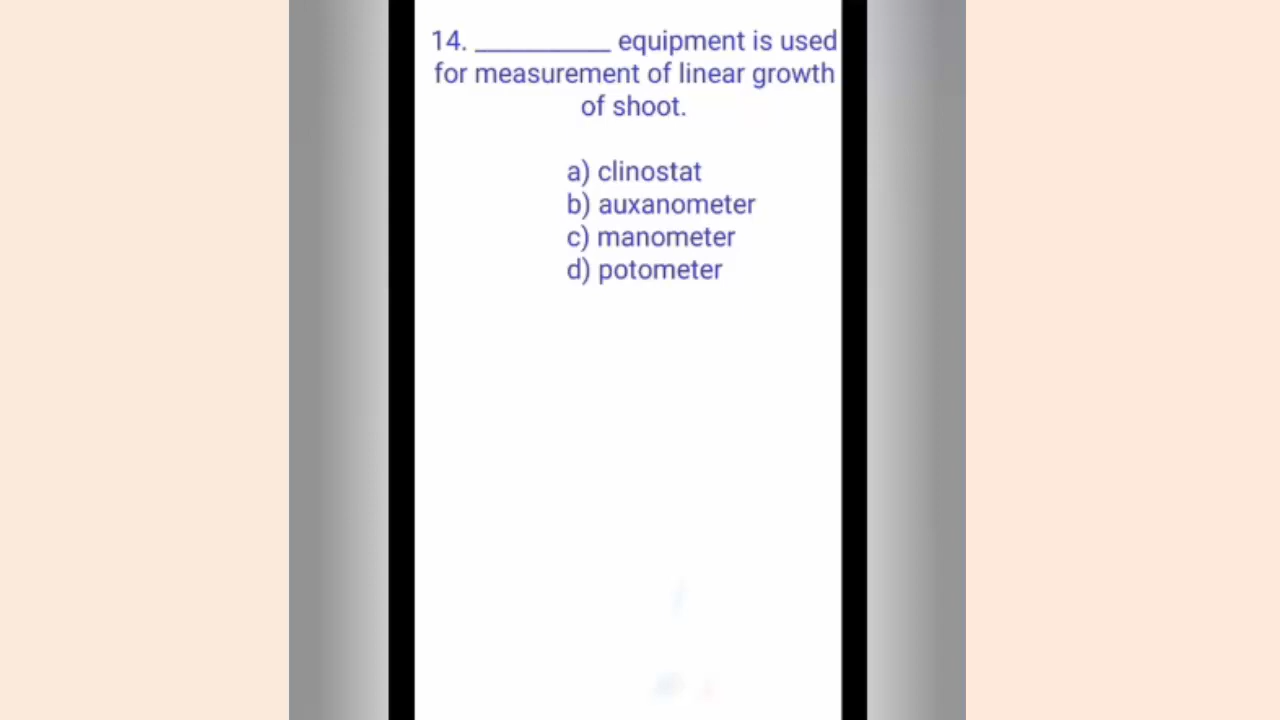 14. __________ equipment is used
for measurement of linear growth
of shoot.
a) clinostat
b) auxanometer
c) manometer
d) potometer